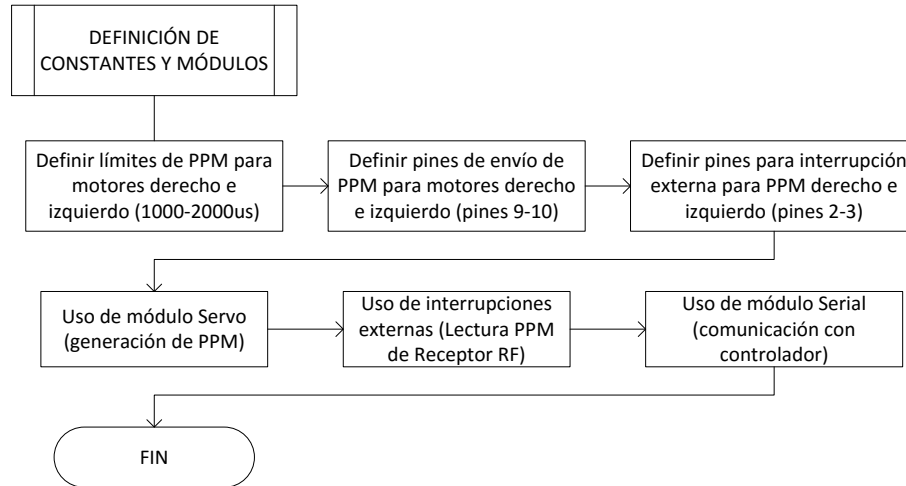 DEFINICIÓN DE
CONSTANTES Y MÓDULOS
Definir límites de PPM para
motores derecho e
izquierdo (1000-2000us)
Definir pines de envío de
PPM para motores derecho
e izquierdo (pines 9-10)
Definir pines para interrupción
externa para PPM derecho e
izquierdo (pines 2-3)
Uso de módulo Servo
(generación de PPM)
Uso de interrupciones
externas (Lectura PPM
de Receptor RF)
Uso de módulo Serial
(comunicación con
controlador)
FIN